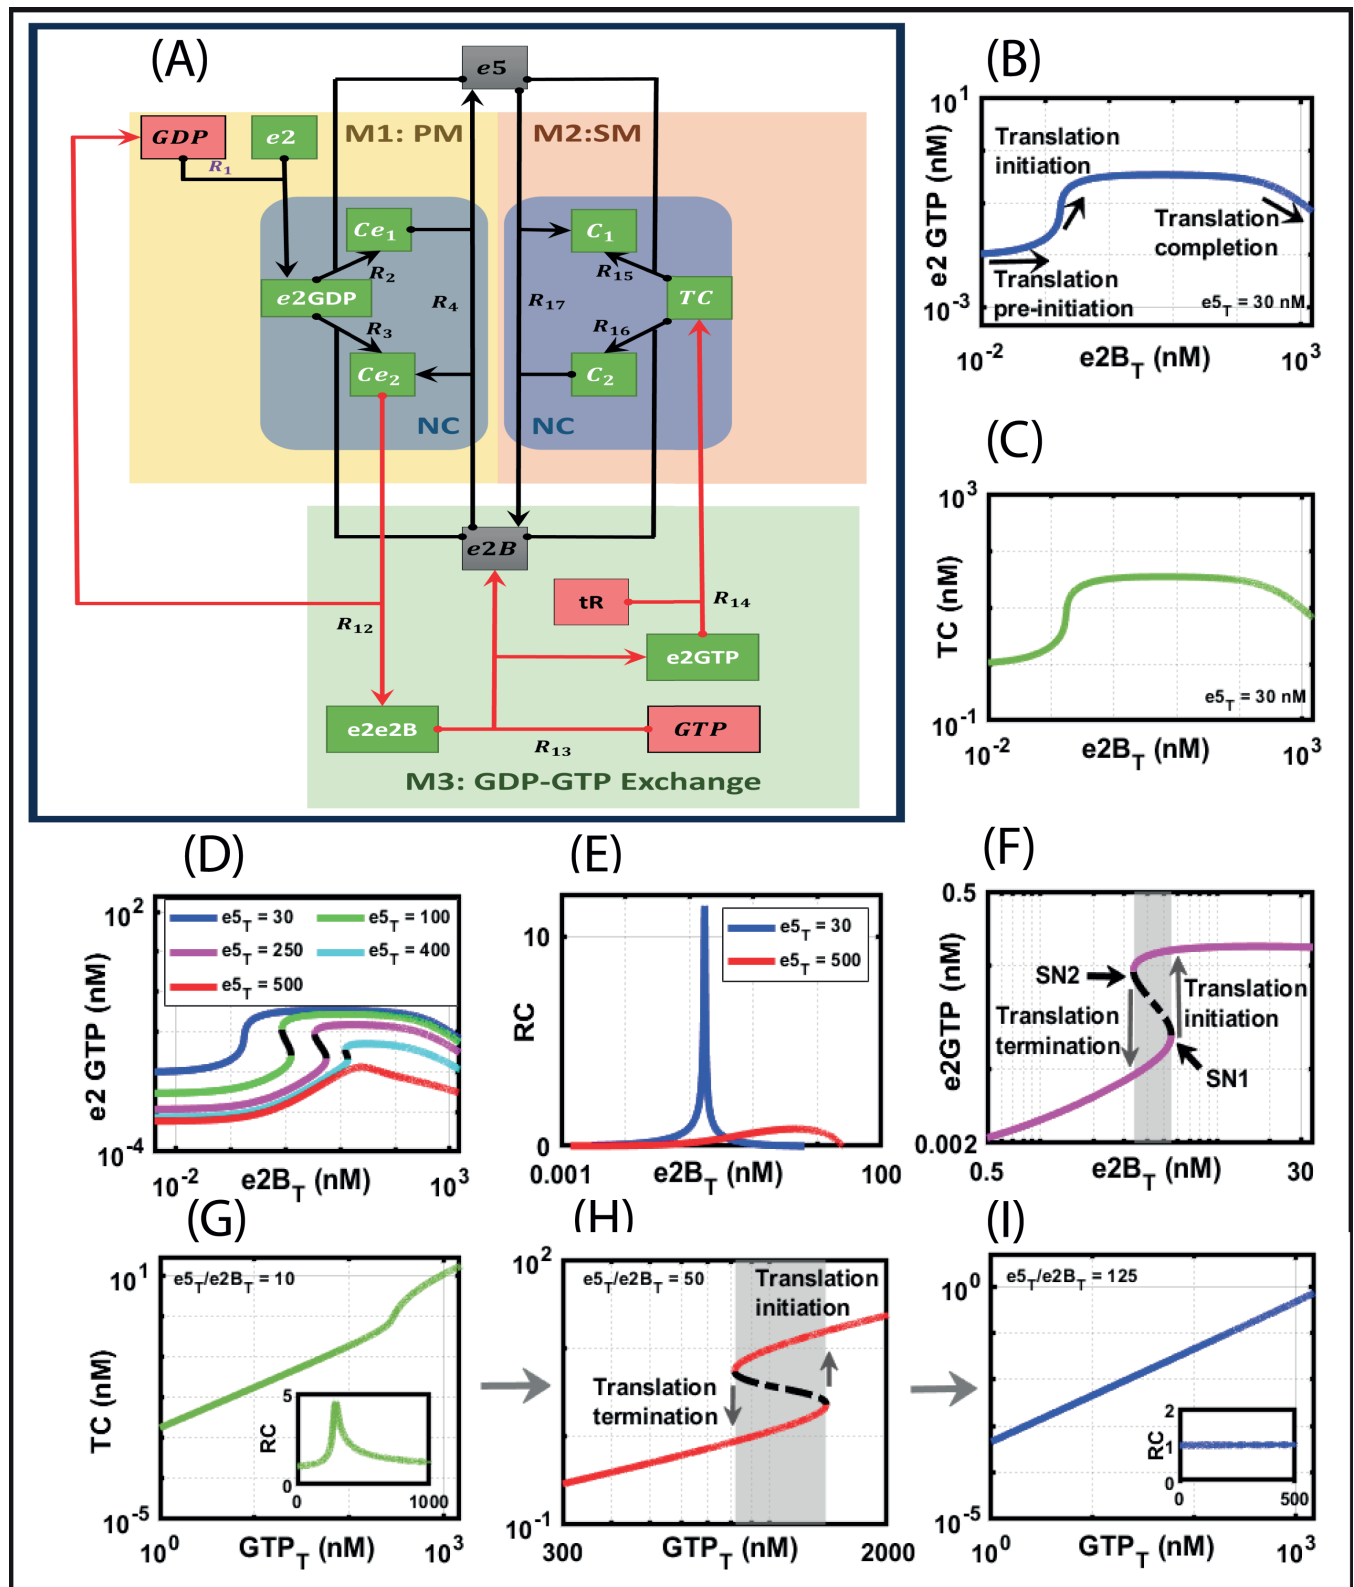 (A)
e5
M1: PM
M2:SM
GDP
e2
R1
Ce1
C1
R2
R15
e2GDP
R4
R17
TC
R3
R16
Ce2
C2
NC
NC
e2B
tR
R14
R12
e2GTP
e2e2B
GTP
R13
M3: GDP-GTP Exchange
(B)
10^1
e2 GTP (nM)
Translation
initiation
Translation
completion
Translation
pre-initiation
e5T = 30 nM
10^-3
10^-2
e2BT (nM)
10^3
(C)
10^3
TC (nM)
e5T = 30 nM
10^-1
10^-2
e2BT (nM)
10^3
(D)
10^2
e5T = 30
e5T = 100
e5T = 250
e5T = 400
e5T = 500
e2 GTP (nM)
10^-4
10^-2
e2BT (nM)
10^3
(E)
10
e5T = 30
e5T = 500
RC
0
0.001
e2BT (nM)
100
(F)
0.5
e2GTP (nM)
SN2
Translation
initiation
Translation
termination
SN1
0.002
0.5
e2BT (nM)
30
(G)
10^1
e5T/e2BT = 10
TC (nM)
5
RC
0
0
1000
10^-5
10^0
GTPT (nM)
10^3
(H)
10^2
e5T/e2BT = 50
Translation
initiation
Translation
termination
10^-1
300
GTPT (nM)
2000
(I)
e5T/e2BT = 125
10^0
2
RC
1
0
0
500
10^-5
10^0
GTPT (nM)
10^3